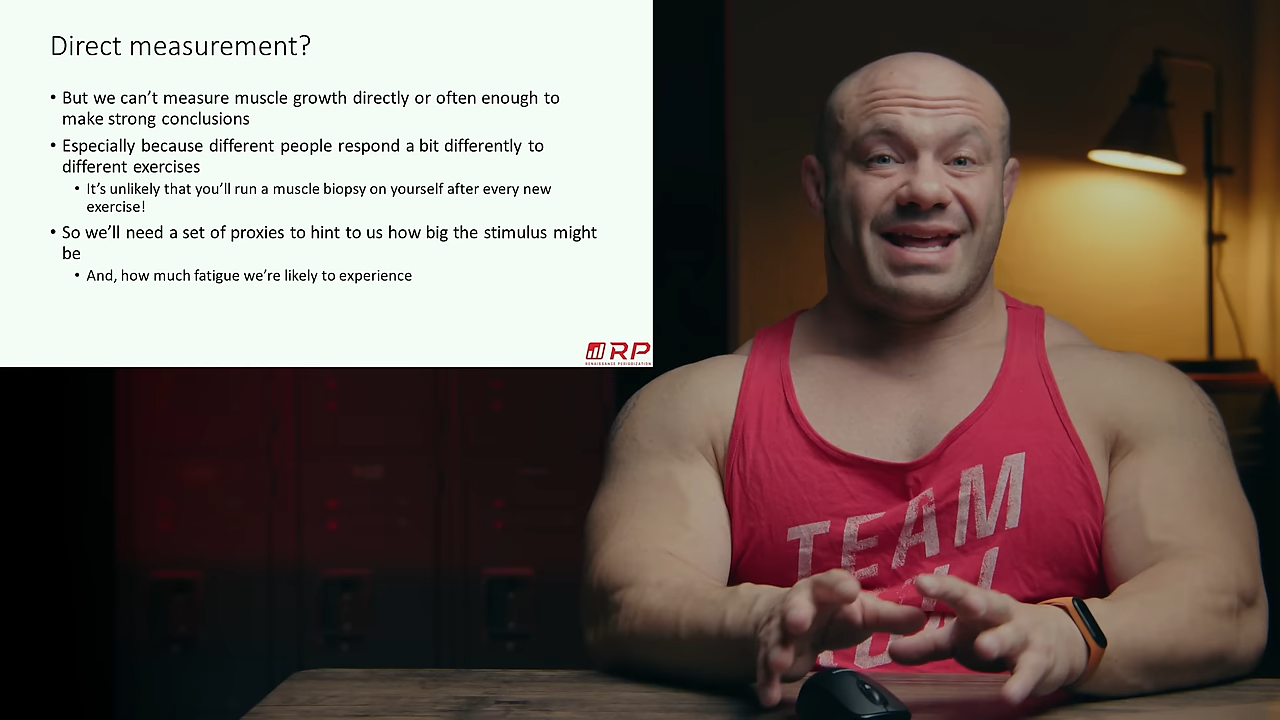 Direct measurement?
• But we can't measure muscle growth directly or often enough to
make strong conclusions
• Especially because different people respond a bit differently to
different exercises
• It's unlikely that you'll run a muscle biopsy on yourself after every new
exercise!
• So we'll need a set of proxies to hint to us how big the stimulus might
be
• And, how much fatigue we're likely to experience
RP
RENAISSANCE PERIODIZATION
TEAM